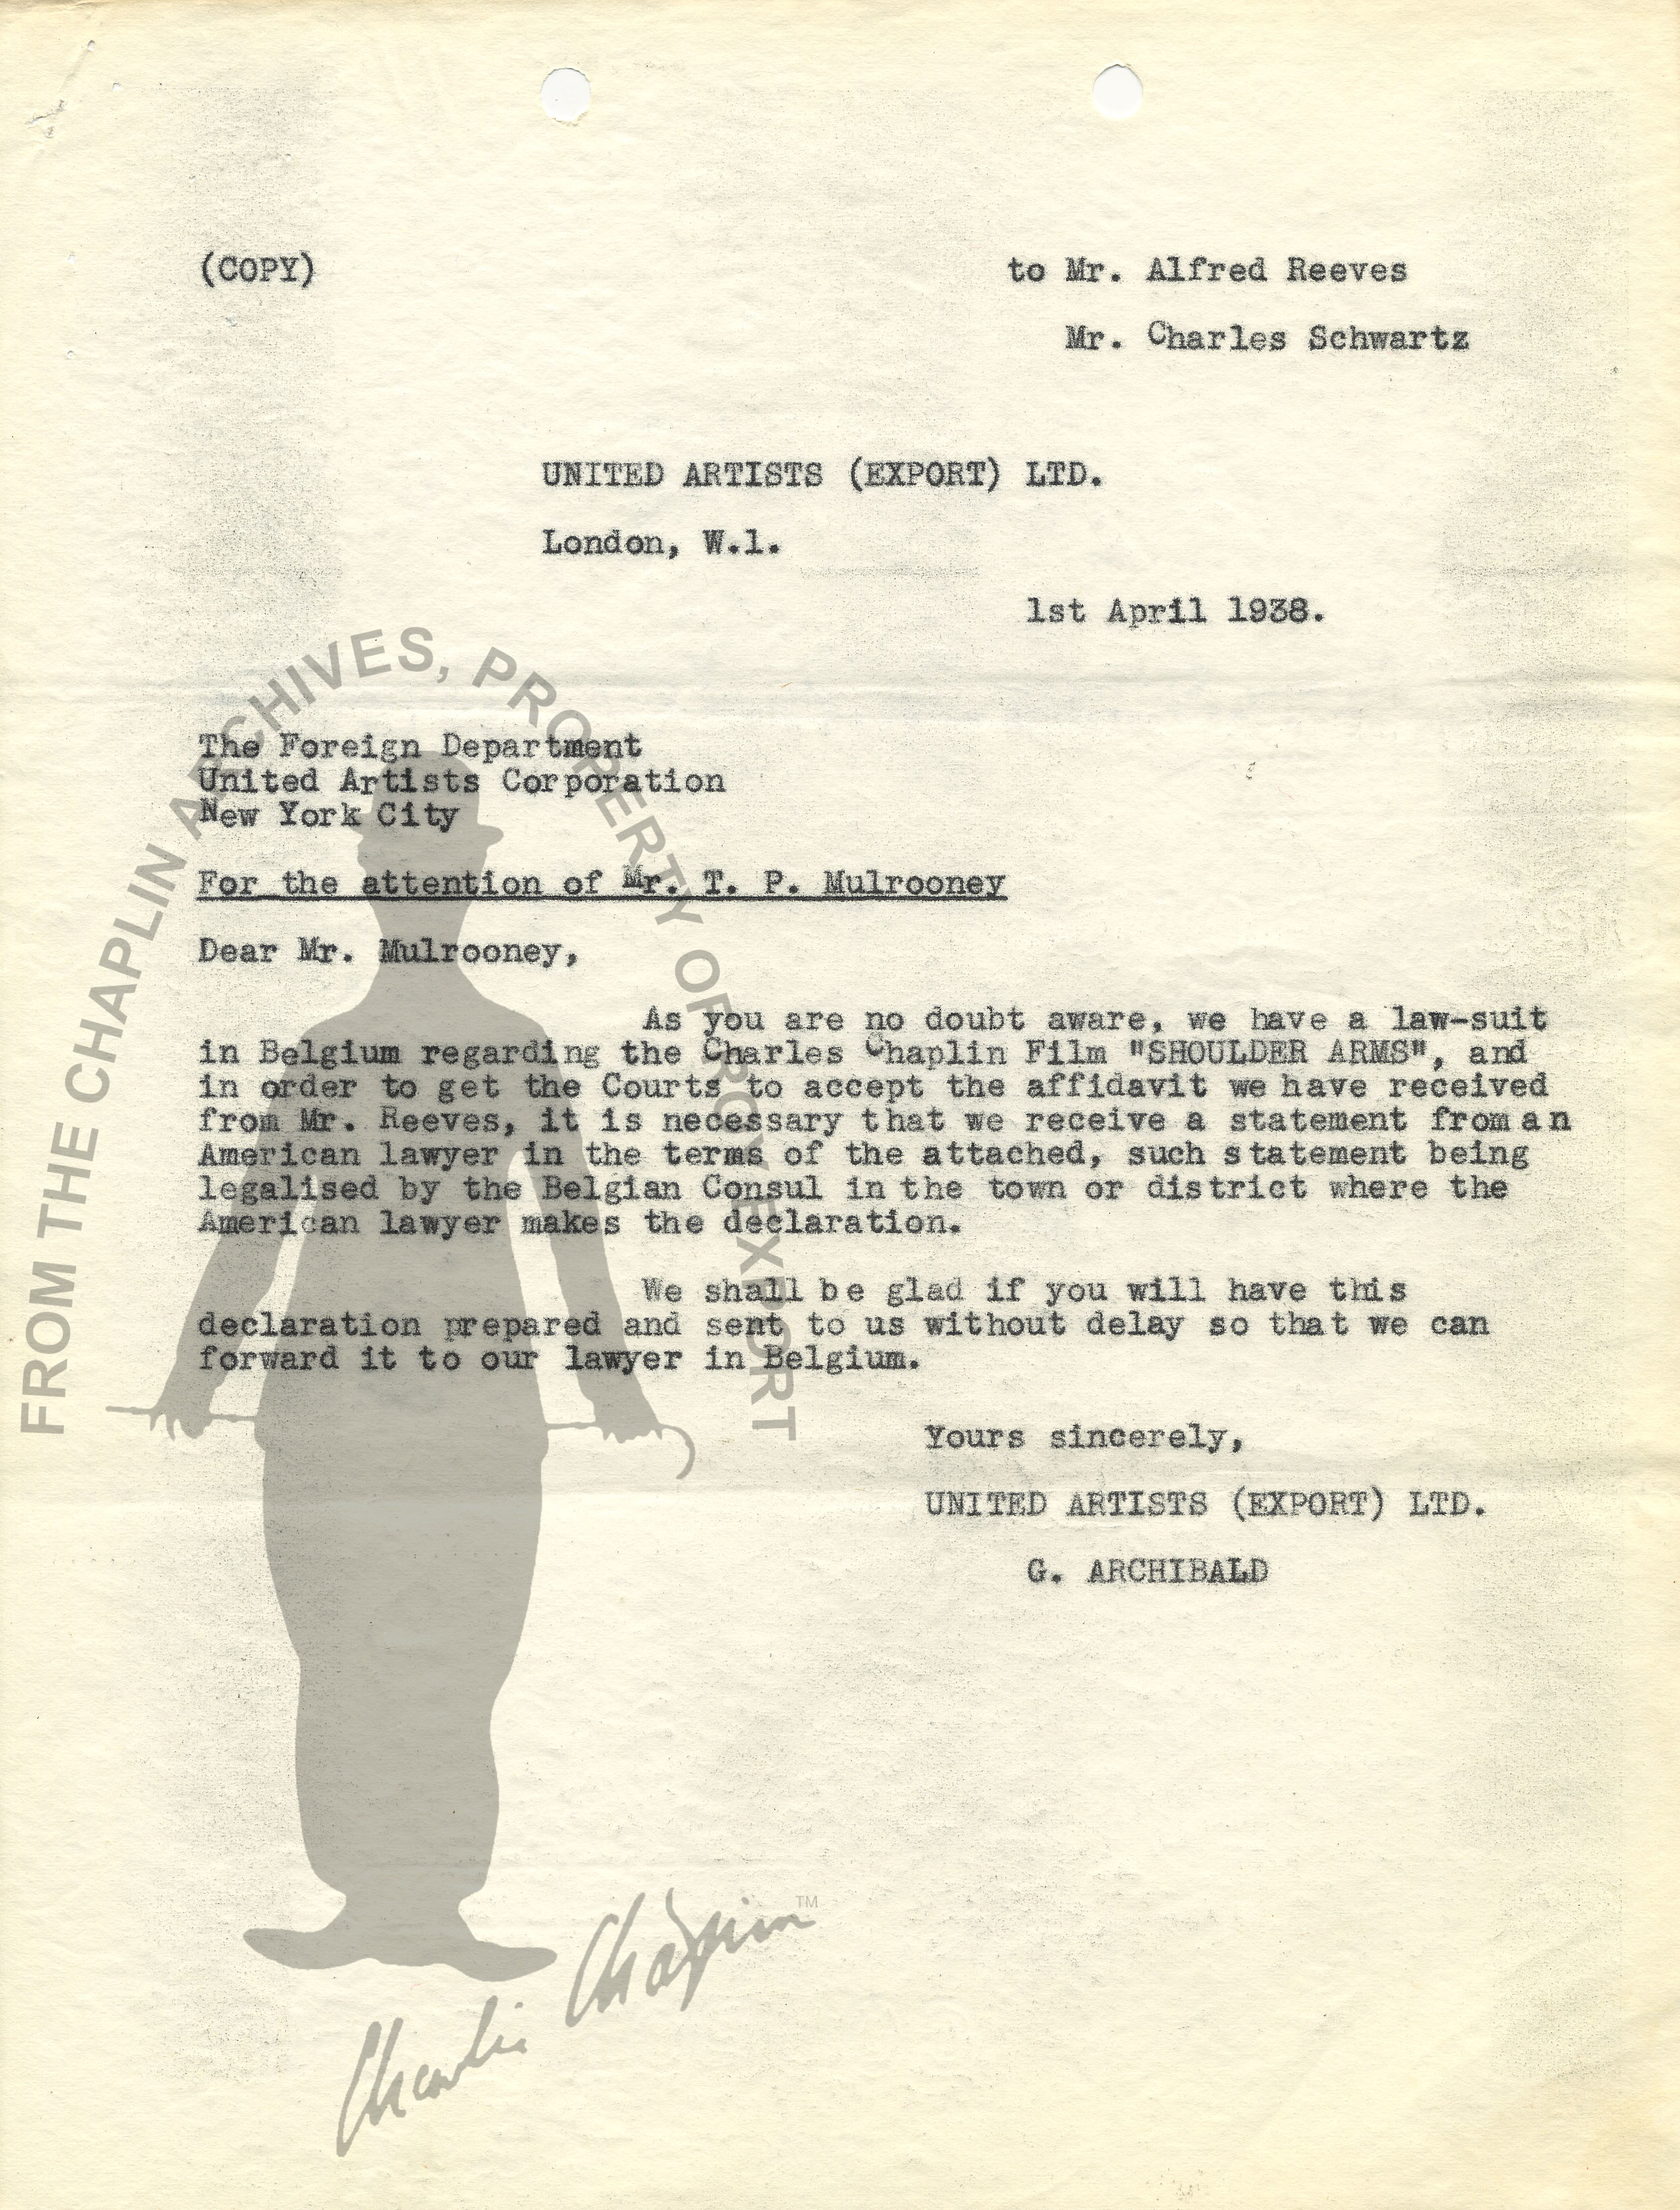 (COPY)
to Mr. Alfred Reeves
Mr. Charles Schwartz
UNITED ARTISTS (EXPORT) LTD.
London, W.1.
1st April 1938.
The Foreign Department
United Artists Corporation
New York City
For the attention of Mr. T. P. Mulrooney
Dear Mr. Mulrooney,
As you are no doubt aware, we have a law-suit
in Belgium regarding the Charles Chaplin Film "SHOULDER ARMS", and
in order to get the Courts to accept the affidavit we have received
from Mr. Reeves, it is necessary that we receive a statement from an
American lawyer in the terms of the attached, such statement being
legalised by the Belgian Consul in the town or district where the
American lawyer makes the declaration.
We shall be glad if you will have this
declaration prepared and sent to us without delay so that we can
forward it to our lawyer in Belgium.
Yours sincerely,
UNITED ARTISTS (EXPORT) LTD.
G. ARCHIBALD
FROM THE CHAPLIN ARCHIVES, PROPERTY OF ROY EXPORT
Charlie Chaplin TM